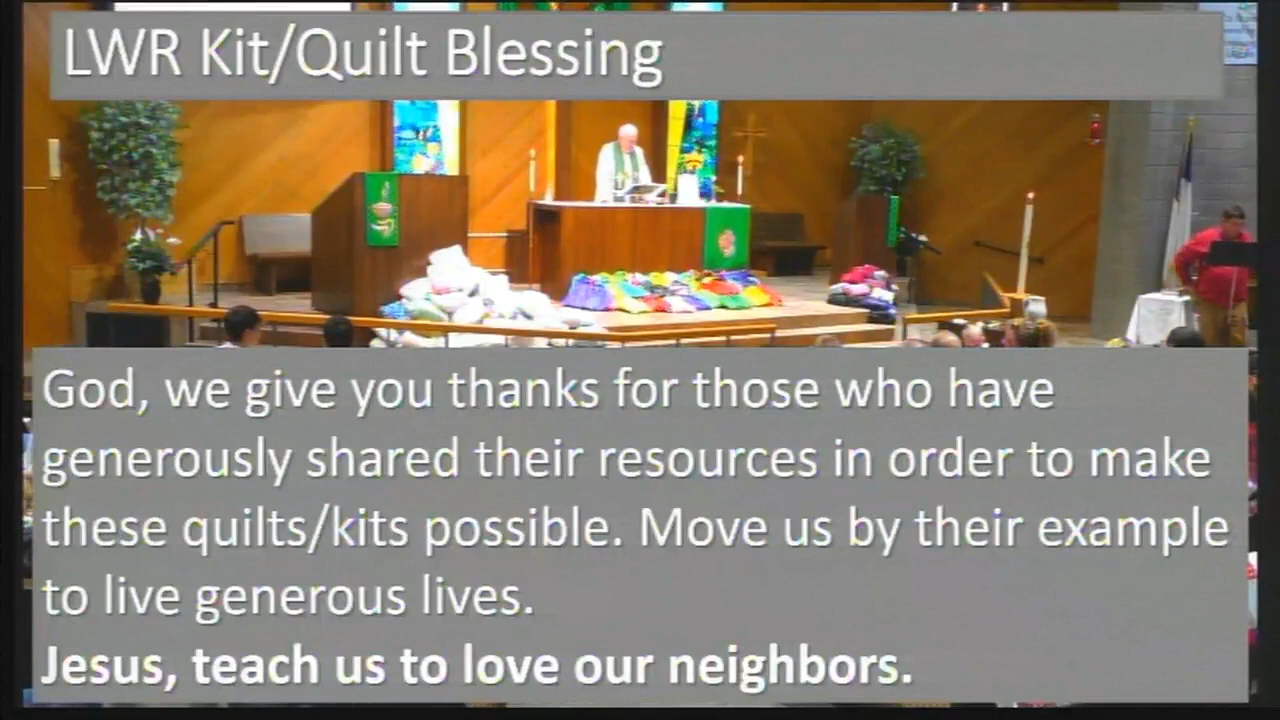 LWR Kit/Quilt Blessing
God, we give you thanks for those who have
generously shared their resources in order to make
these quilts/kits possible. Move us by their example
to live generous lives.
Jesus, teach us to love our neighbors.